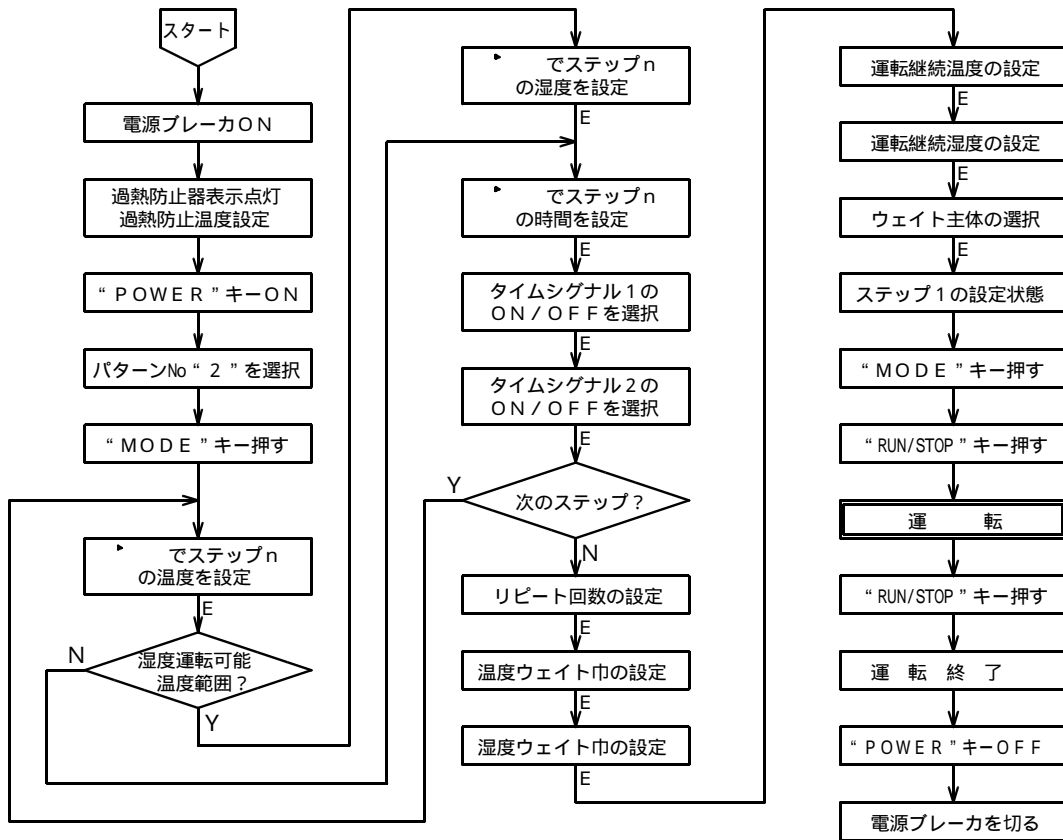 スタート
電源ブレーカON
過熱防止器表示点灯
過熱防止温度設定
“POWER”キーON
パターンNo“2”を選択
“MODE”キー押す
でステップn
の温度を設定
E
湿度運転可能
温度範囲？
N
Y
でステップn
の湿度を設定
E
でステップn
の時間を設定
E
タイムシグナル1の
ON/OFFを選択
E
タイムシグナル2の
ON/OFFを選択
E
次のステップ？
Y
N
リピート回数の設定
E
温度ウェイト巾の設定
E
湿度ウェイト巾の設定
E
運転継続温度の設定
E
運転継続湿度の設定
E
ウェイト主体の選択
E
ステップ1の設定状態
“MODE”キー押す
“RUN/STOP”キー押す
運　転
“RUN/STOP”キー押す
運 転 終 了
“POWER”キーOFF
電源ブレーカを切る